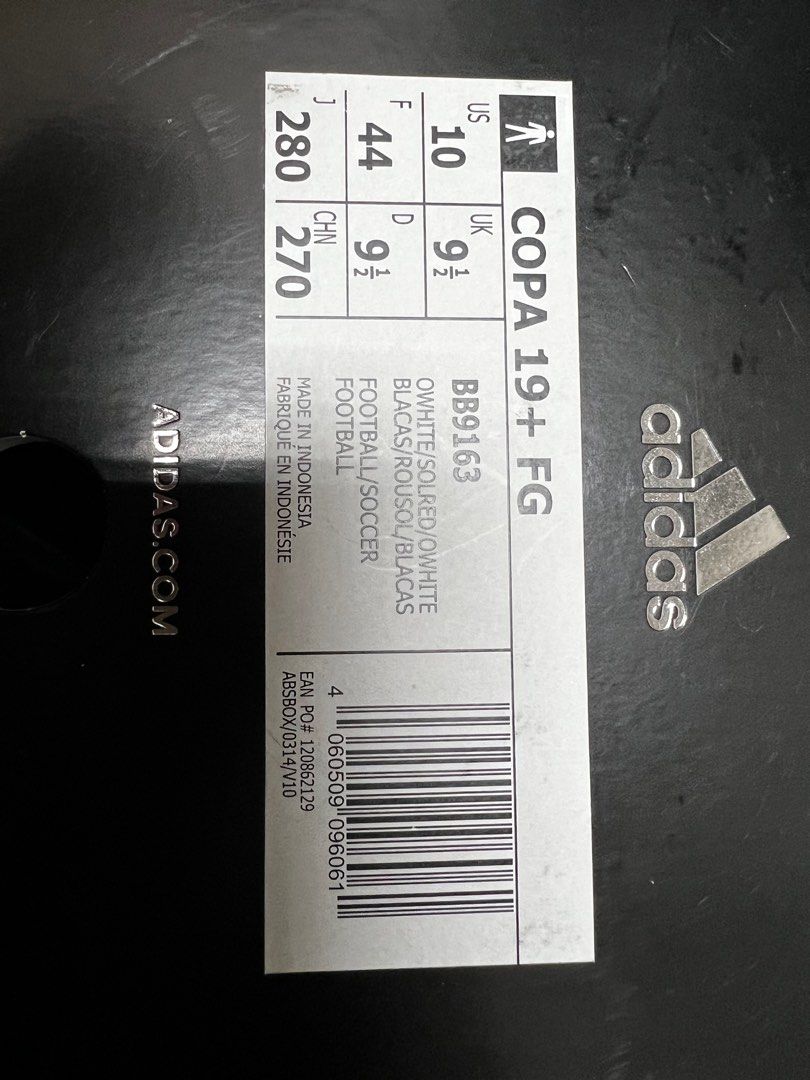 adidas
COPA 19+ FG
US 10
UK 9½
F 44
D 9½
J 280
CHN 270
BB9163
OWHITE/SOLRED/OWHITE
BLACAS/ROUSOL/BLACAS
FOOTBALL/SOCCER
FOOTBALL
MADE IN INDONESIA
FABRIQUÉ EN INDONÉSIE
4 060509 096061
EAN PO# 120862129
ABSBOX/0314/V10
ADIDAS.COM